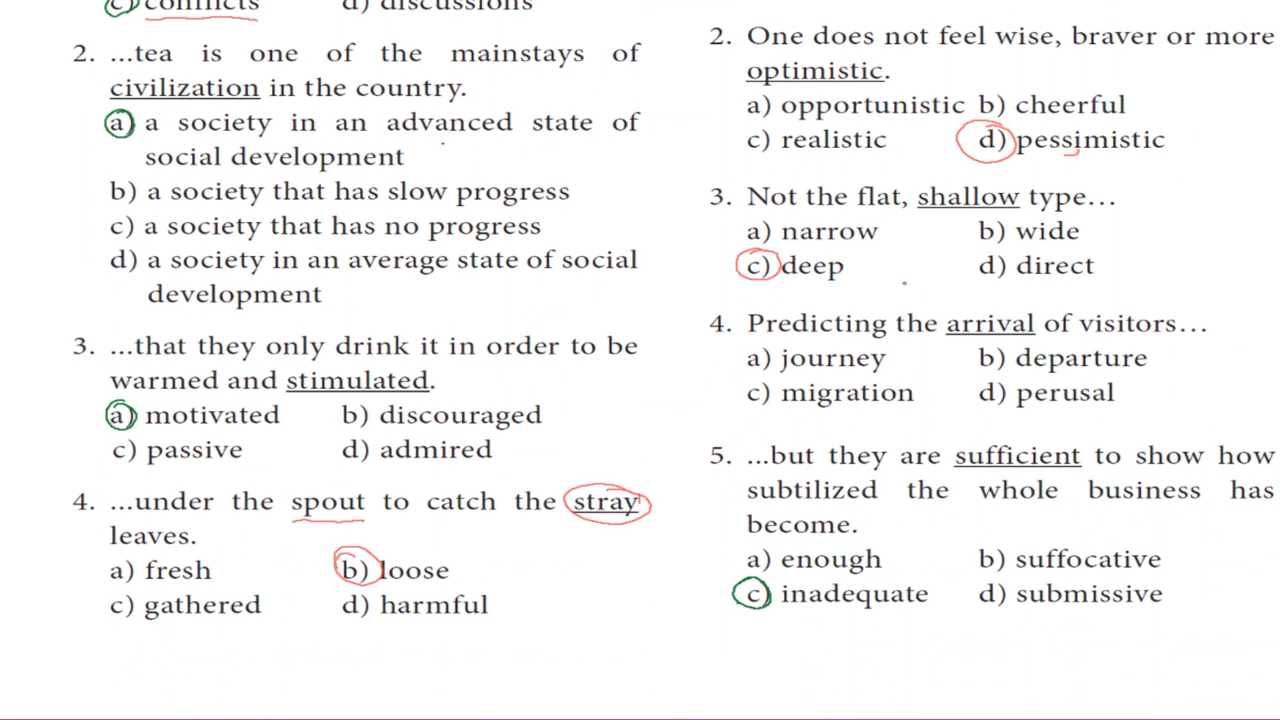 c) conflicts d) discussions
2. ...tea is one of the mainstays of
civilization in the country.
a) a society in an advanced state of
social development
b) a society that has slow progress
c) a society that has no progress
d) a society in an average state of social
development
3. ...that they only drink it in order to be
warmed and stimulated.
a) motivated b) discouraged
c) passive d) admired
4. ...under the spout to catch the stray
leaves.
a) fresh b) loose
c) gathered d) harmful
2. One does not feel wise, braver or more
optimistic.
a) opportunistic b) cheerful
c) realistic d) pessimistic
3. Not the flat, shallow type...
a) narrow b) wide
c) deep d) direct
4. Predicting the arrival of visitors...
a) journey b) departure
c) migration d) perusal
5. ...but they are sufficient to show how
subtilized the whole business has
become.
a) enough b) suffocative
c) inadequate d) submissive